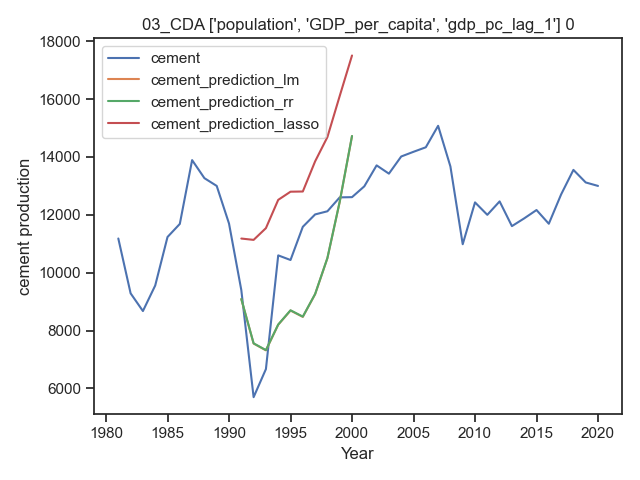 03_CDA ['population', 'GDP_per_capita', 'gdp_pc_lag_1'] 0
18000
16000
14000
12000
10000
8000
6000
cement production
cement
cement_prediction_lm
cement_prediction_rr
cement_prediction_lasso
1980 1985 1990 1995 2000 2005 2010 2015 2020
Year